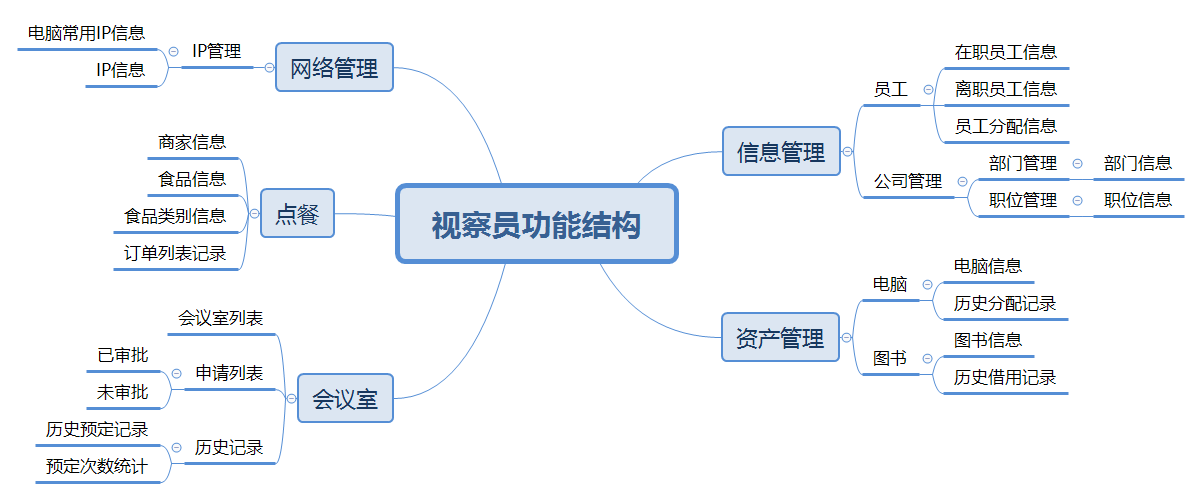 视察员功能结构
网络管理
IP管理
电脑常用IP信息
IP信息
点餐
商家信息
食品信息
食品类别信息
订单列表记录
会议室
会议室列表
申请列表
已审批
未审批
历史记录
历史预定记录
预定次数统计
信息管理
员工
在职员工信息
离职员工信息
员工分配信息
公司管理
部门管理
部门信息
职位管理
职位信息
资产管理
电脑
电脑信息
历史分配记录
图书
图书信息
历史借用记录